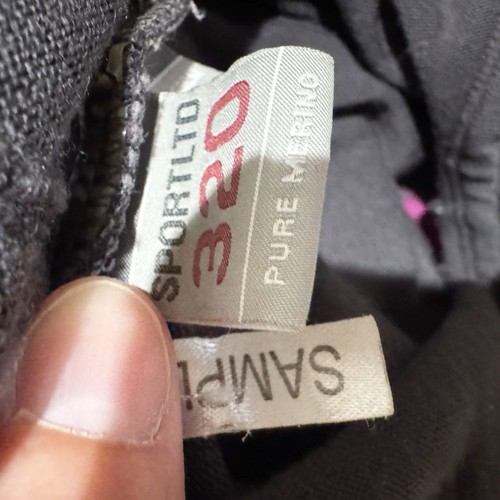 SPORTLTD
320
PURE MERINO
SAMPL